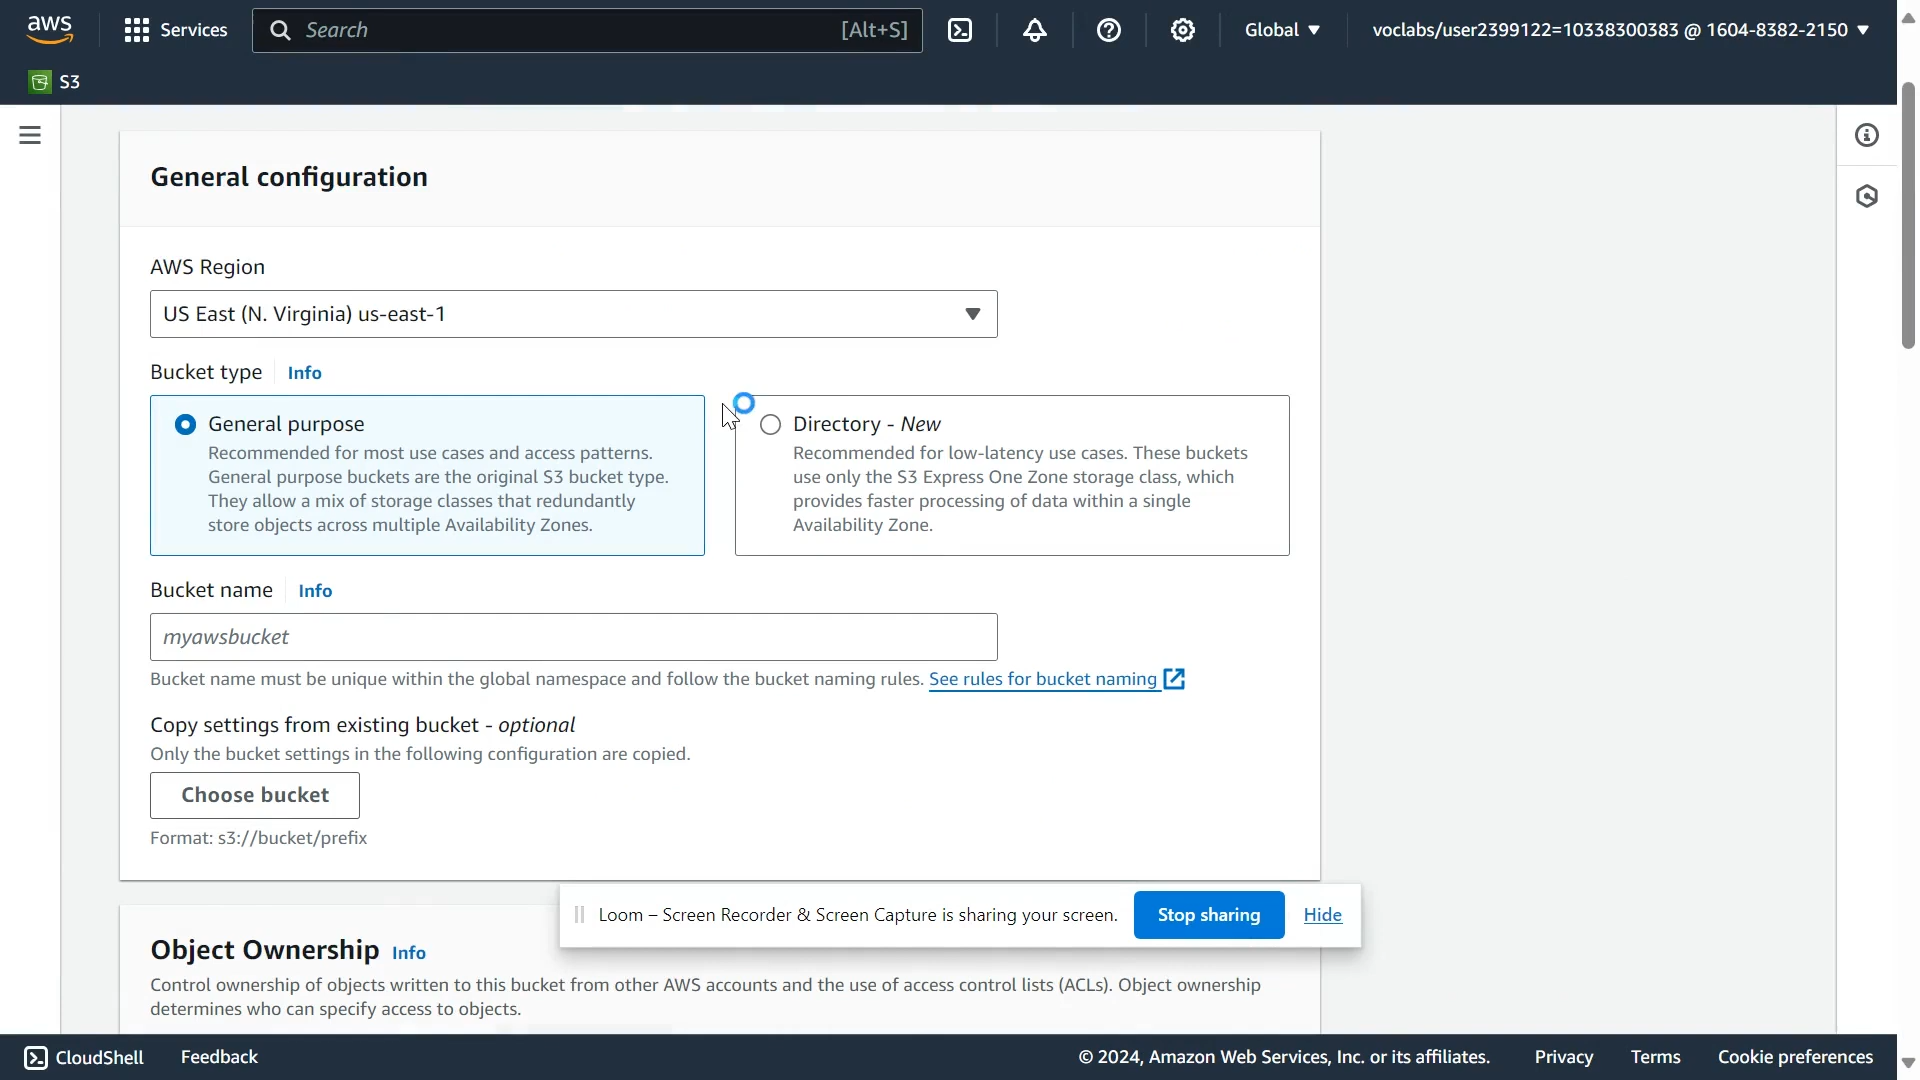 aws
Services
Search
[Alt+S]
Global
voclabs/user2399122=10338300383 @ 1604-8382-2150
S3
General configuration
AWS Region
US East (N. Virginia) us-east-1
Bucket type
Info
General purpose
Recommended for most use cases and access patterns.
General purpose buckets are the original S3 bucket type.
They allow a mix of storage classes that redundantly
store objects across multiple Availability Zones.
Directory - New
Recommended for low-latency use cases. These buckets
use only the S3 Express One Zone storage class, which
provides faster processing of data within a single
Availability Zone.
Bucket name
Info
myawsbucket
Bucket name must be unique within the global namespace and follow the bucket naming rules. See rules for bucket naming
Copy settings from existing bucket - optional
Only the bucket settings in the following configuration are copied.
Choose bucket
Format: s3://bucket/prefix
Loom – Screen Recorder & Screen Capture is sharing your screen.
Stop sharing
Hide
Object Ownership
Info
Control ownership of objects written to this bucket from other AWS accounts and the use of access control lists (ACLs). Object ownership
determines who can specify access to objects.
CloudShell
Feedback
© 2024, Amazon Web Services, Inc. or its affiliates.
Privacy
Terms
Cookie preferences